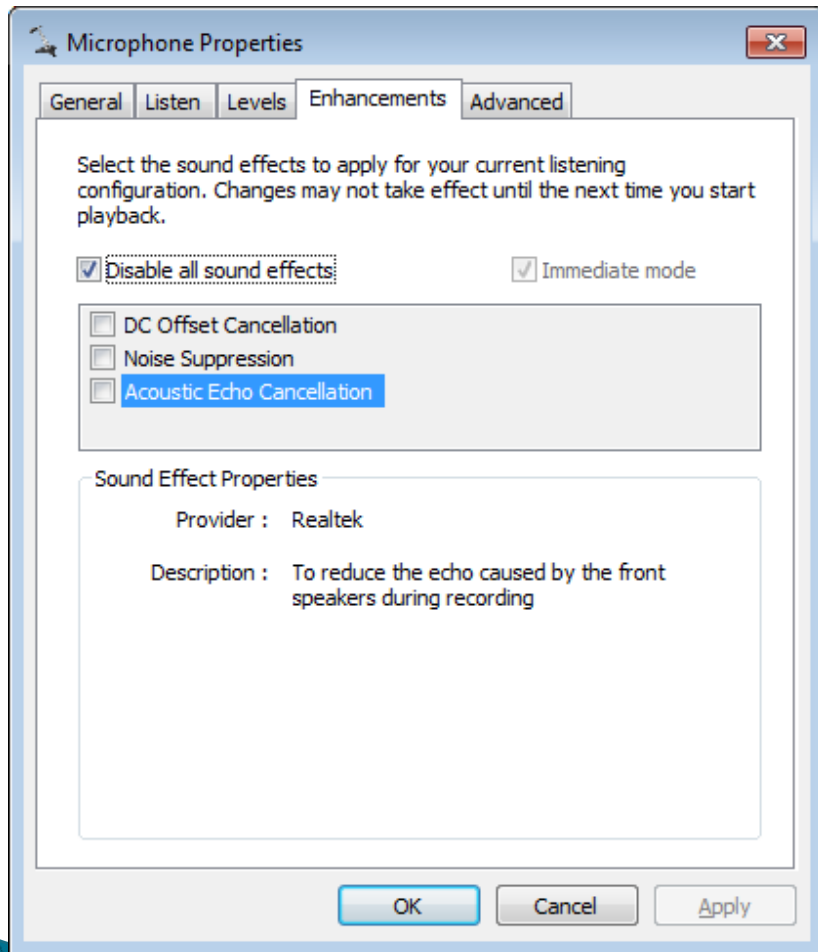 Microphone Properties
General Listen Levels Enhancements Advanced
Select the sound effects to apply for your current listening
configuration. Changes may not take effect until the next time you start
playback.
Disable all sound effects Immediate mode
DC Offset Cancellation
Noise Suppression
Acoustic Echo Cancellation
Sound Effect Properties
Provider : Realtek
Description : To reduce the echo caused by the front
speakers during recording
OK Cancel Apply